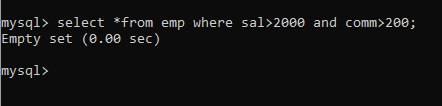 mysql> select *from emp where sal>2000 and comm>200;
Empty set (0.00 sec)
mysql>